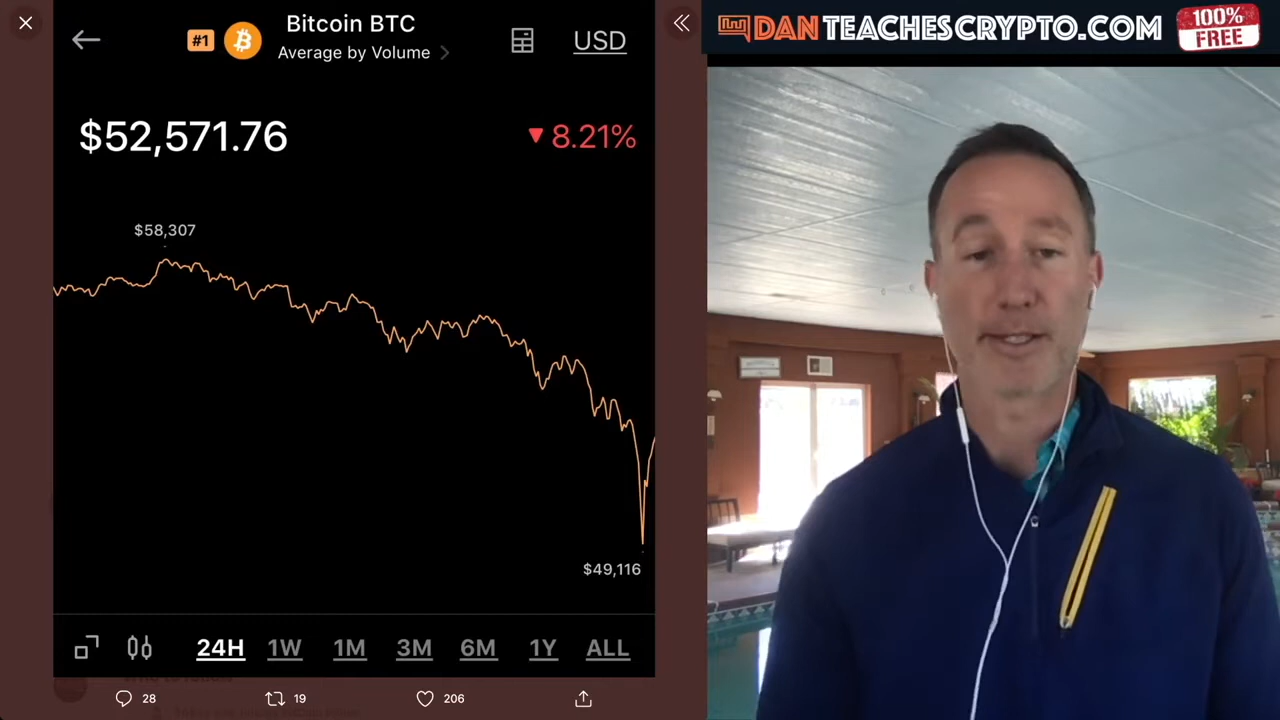 #1
Bitcoin BTC
Average by Volume
USD
$52,571.76
8.21%
$58,307
$49,116
24H 1W 1M 3M 6M 1Y ALL
28 19 206
DANTEACHESCRYPTO.COM
100%
FREE